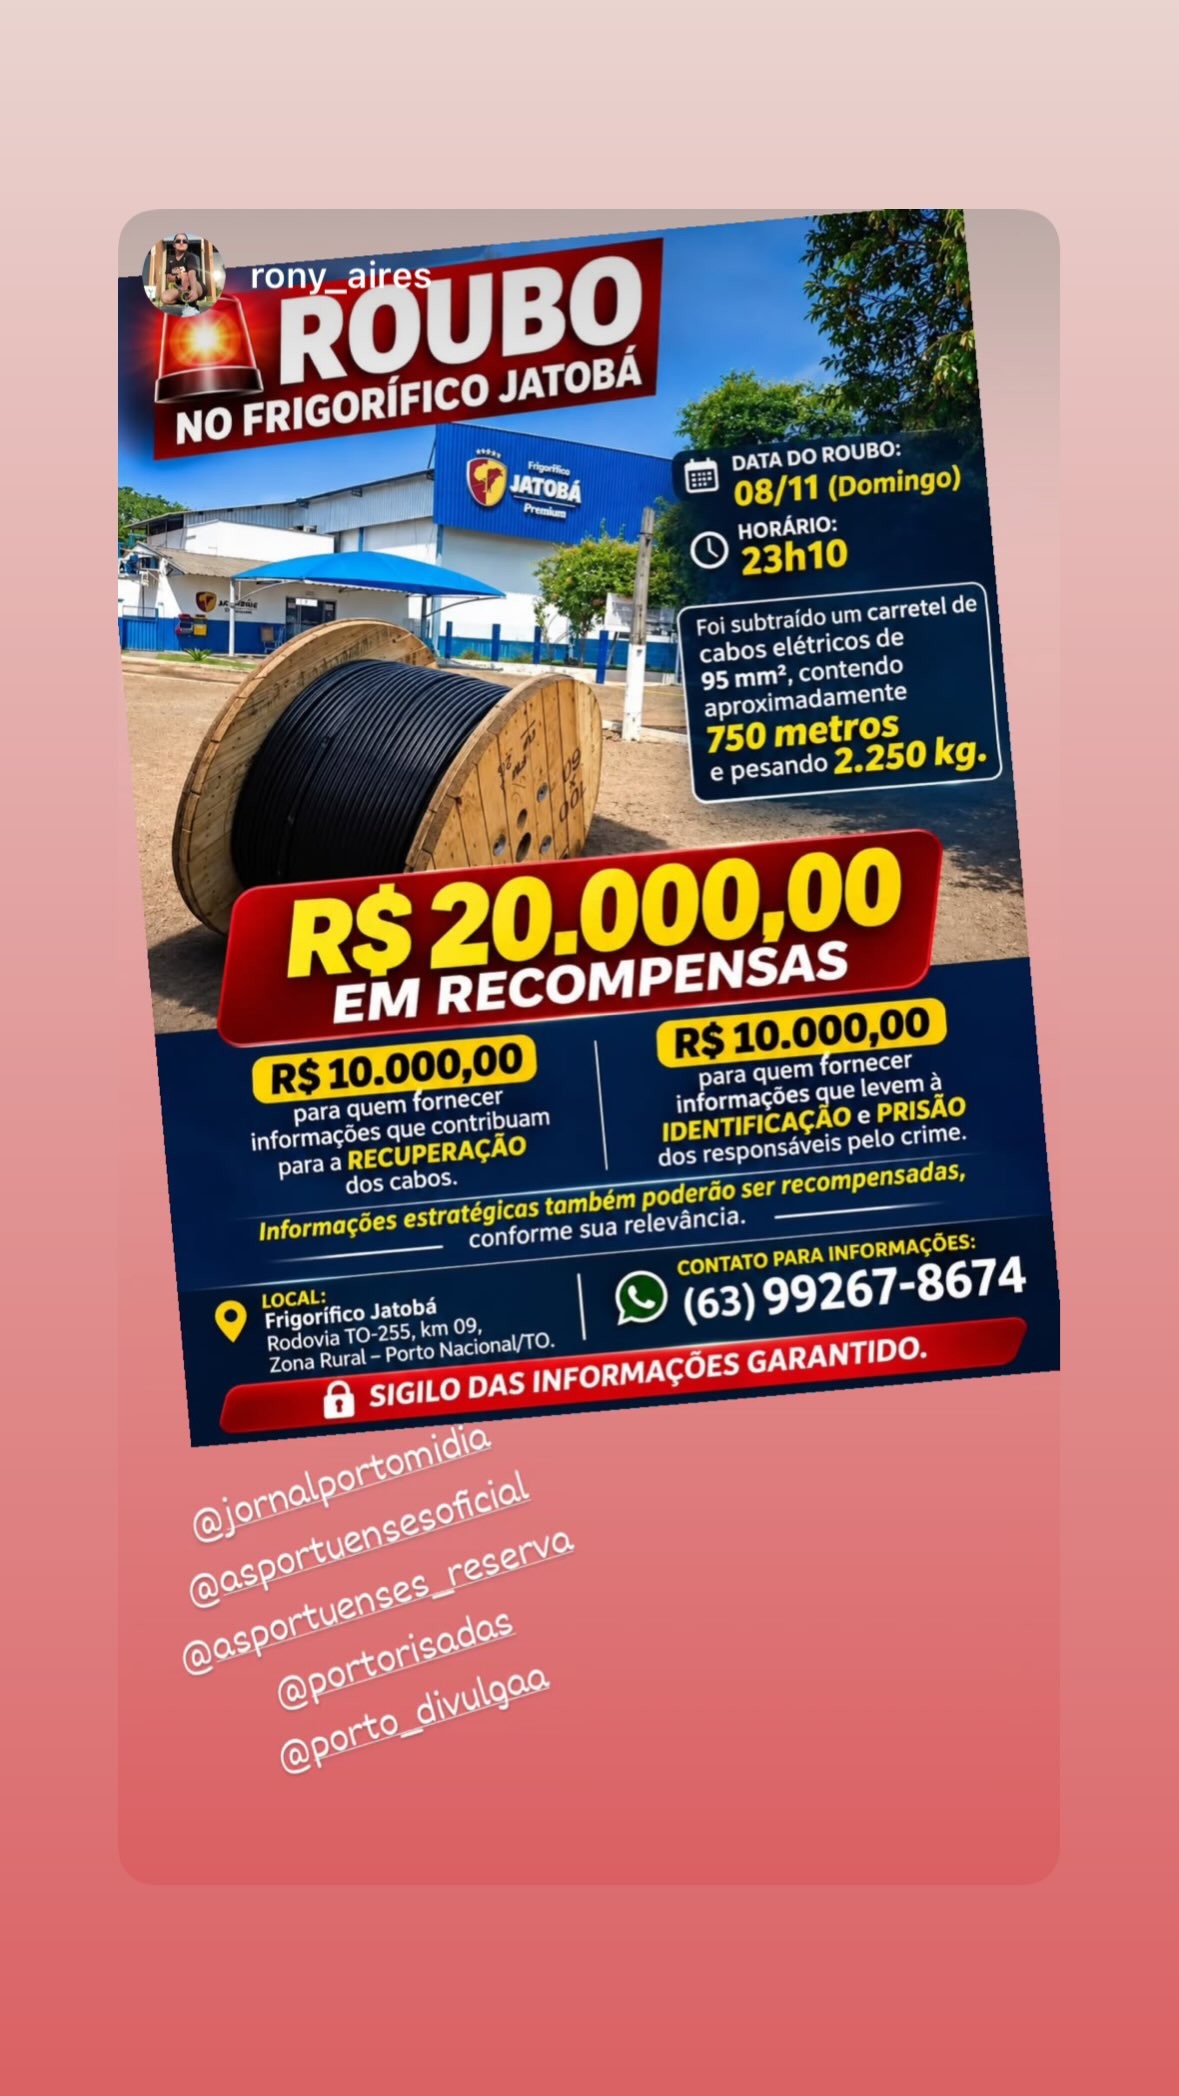 rony_aires
ROUBO
NO FRIGORÍFICO JATOBÁ
Frigorífico
JATOBÁ
Premium
DATA DO ROUBO:
08/11 (Domingo)
HORÁRIO:
23h10
Foi subtraído um carretel de
cabos elétricos de
95 mm², contendo
aproximadamente
750 metros
e pesando 2.250 kg.
R$ 20.000,00
EM RECOMPENSAS
R$ 10.000,00
para quem fornecer
informações que contribuam
para a RECUPERAÇÃO
dos cabos.
R$ 10.000,00
para quem fornecer
informações que levem à
IDENTIFICAÇÃO e PRISÃO
dos responsáveis pelo crime.
Informações estratégicas também poderão ser recompensadas,
conforme sua relevância.
LOCAL:
Frigorífico Jatobá
Rodovia TO-255, km 09,
Zona Rural – Porto Nacional/TO.
CONTATO PARA INFORMAÇÕES:
(63) 99267-8674
SIGILO DAS INFORMAÇÕES GARANTIDO.
@jornalportomidia
@asportuensesoficial
@asportuenses_reserva
@portorisadas
@porto_divulgaa